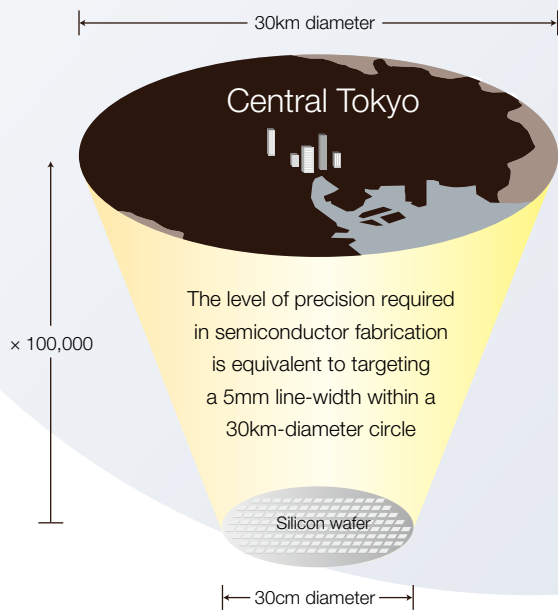 30km diameter
Central Tokyo
× 100,000
The level of precision required
in semiconductor fabrication
is equivalent to targeting
a 5mm line-width within a
30km-diameter circle
Silicon wafer
30cm diameter